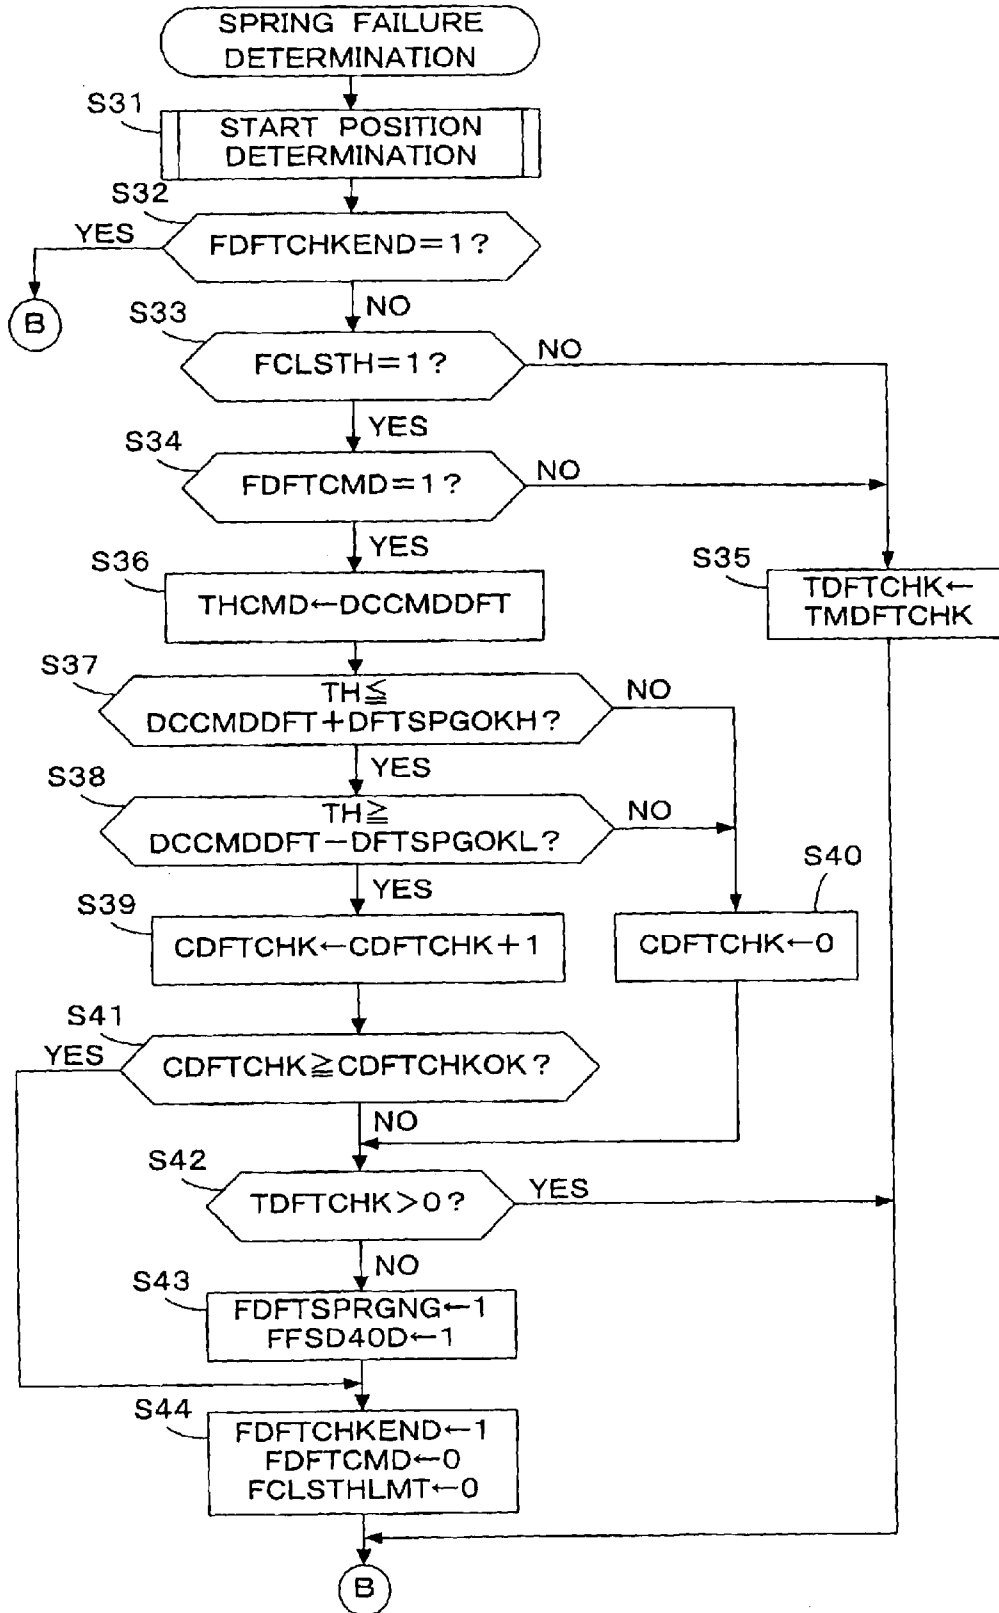 SPRING FAILURE
DETERMINATION
S31
START POSITION
DETERMINATION
S32
YES
FDFTCHKEND=1?
B
NO
S33
FCLSTH=1?
NO
YES
S34
FDFTCMD=1?
NO
YES
S36
THCMD←DCCMDDFT
S35
TDFTCHK←
TMDFTCHK
S37
TH≦
DCCMDDFT+DFTSPGOKH?
NO
YES
S38
TH≧
DCCMDDFT−DFTSPGOKL?
NO
YES
S39
CDFTCHK←CDFTCHK+1
S40
CDFTCHK←0
S41
YES
CDFTCHK≧CDFTCHKOK?
NO
S42
TDFTCHK>0?
YES
NO
S43
FDFTSPRGNG←1
FFSD40D←1
S44
FDFTCHKEND←1
FDFTCMD←0
FCLSTHLMT←0
B